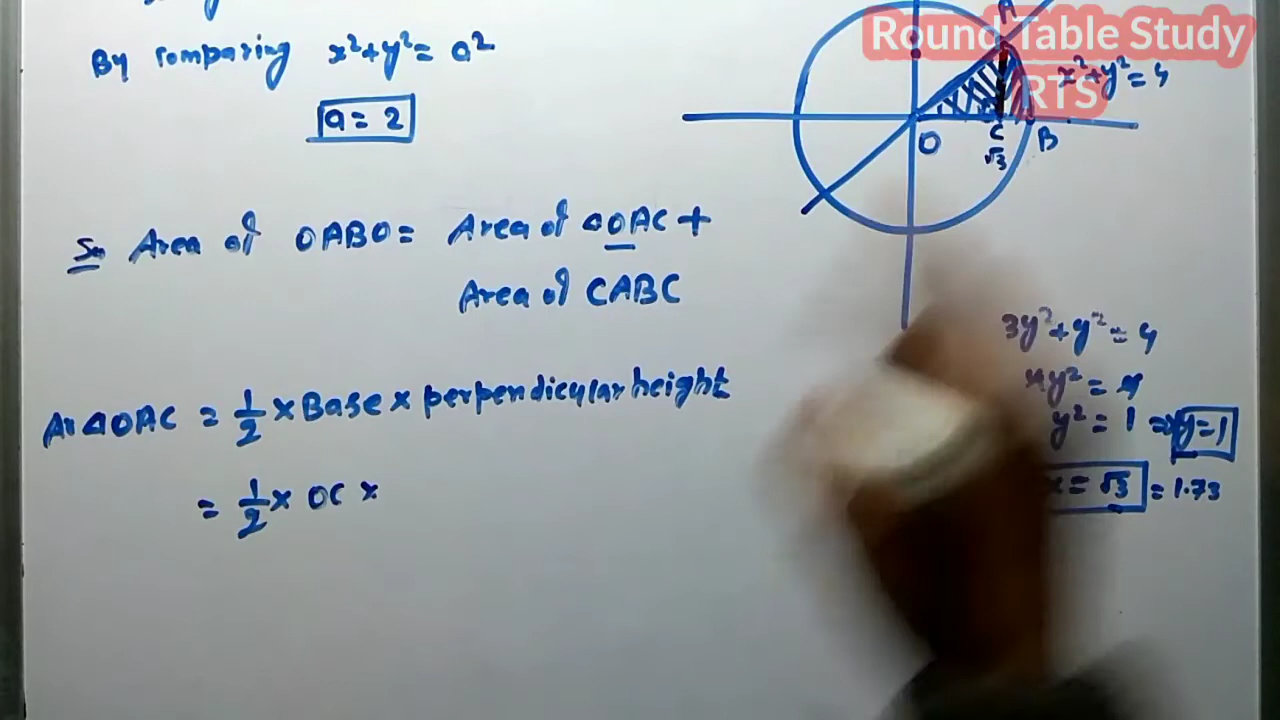 By comparing x²+y² = a²
a = 2
So Area of OABO = Area of ΔOAC +
Area of CABC
Ar ΔOAC = 1/2 × Base × perpendicular height
= 1/2 × OC ×
Round Table Study
RTS
A
x²+y² = 4
O
C
√3
B
3y²+y² = 4
4y² = 4
y² = 1 ⇒ y=1
x = √3 = 1.73